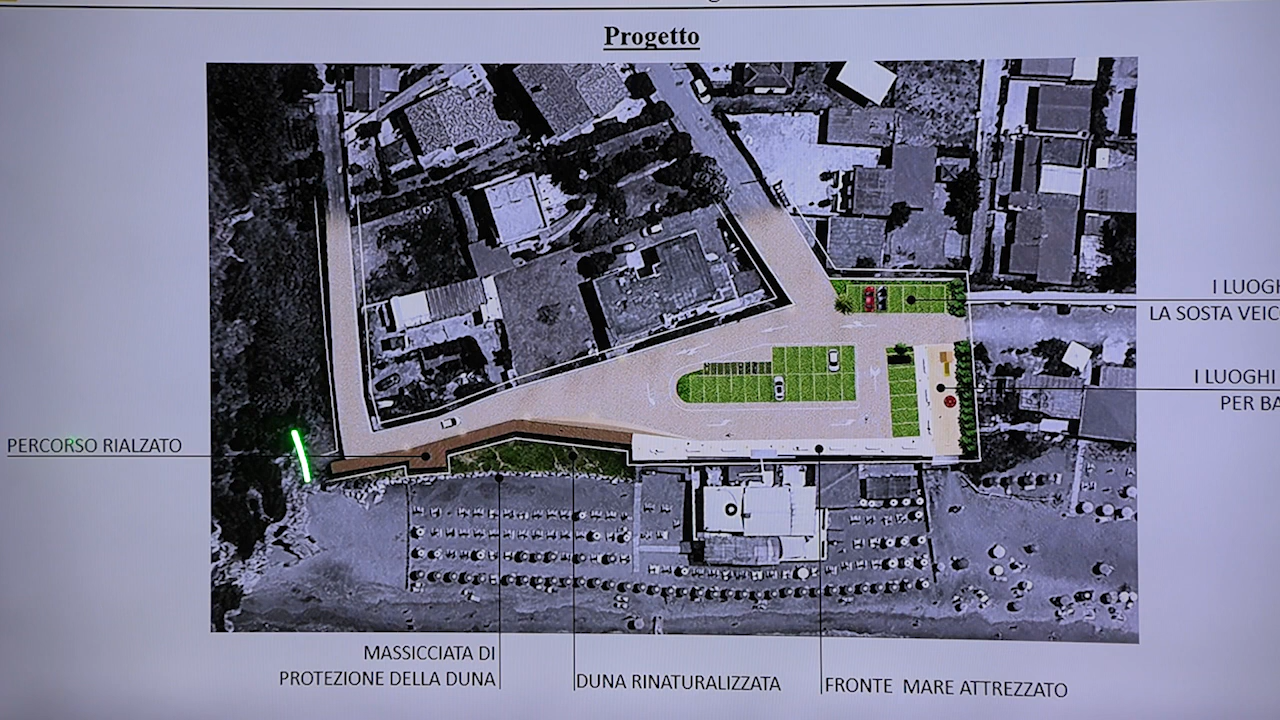 Progetto
I LUOGH
LA SOSTA VEIC
I LUOGHI
PER BA
PERCORSO RIALZATO
MASSICCIATA DI
PROTEZIONE DELLA DUNA
DUNA RINATURALIZZATA
FRONTE MARE ATTREZZATO